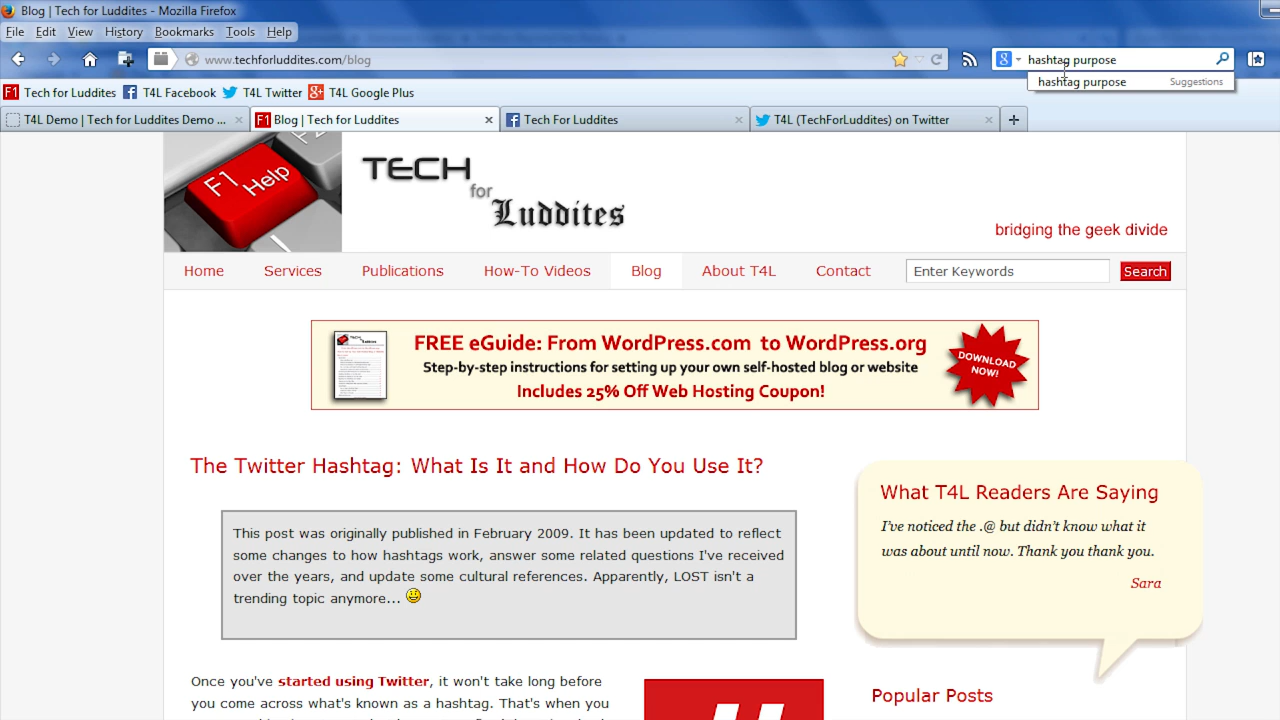 Blog | Tech for Luddites - Mozilla Firefox
File Edit View History Bookmarks Tools Help
www.techforluddites.com/blog
8 hashtag purpose
hashtag purpose Suggestions
F1 Tech for Luddites T4L Facebook T4L Twitter g+ T4L Google Plus
T4L Demo | Tech for Luddites Demo ... F1 Blog | Tech for Luddites Tech For Luddites T4L (TechForLuddites) on Twitter
F1 Help
TECH
for
Luddites
bridging the geek divide
Home Services Publications How-To Videos Blog About T4L Contact Enter Keywords Search
FREE eGuide: From WordPress.com to WordPress.org
Step-by-step instructions for setting up your own self-hosted blog or website
Includes 25% Off Web Hosting Coupon!
DOWNLOAD
NOW!
The Twitter Hashtag: What Is It and How Do You Use It?
This post was originally published in February 2009. It has been updated to reflect
some changes to how hashtags work, answer some related questions I've received
over the years, and update some cultural references. Apparently, LOST isn't a
trending topic anymore...
Once you've started using Twitter, it won't take long before
you come across what's known as a hashtag. That's when you
What T4L Readers Are Saying
I've noticed the .@ but didn't know what it
was about until now. Thank you thank you.
Sara
Popular Posts